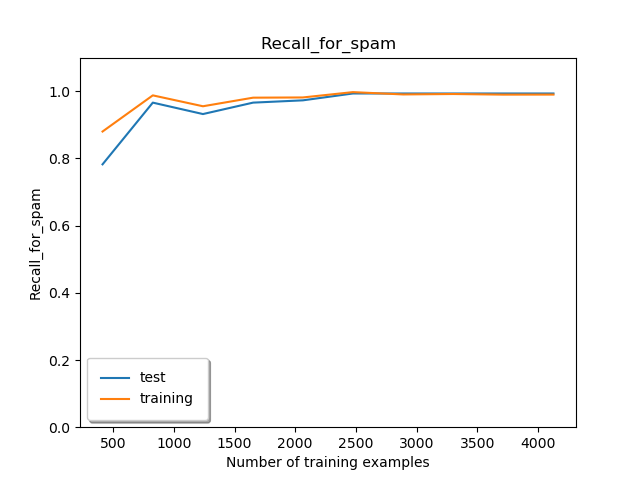 Recall_for_spam
Recall_for_spam
1.0
0.8
0.6
0.4
0.2
0.0
test
training
500 1000 1500 2000 2500 3000 3500 4000
Number of training examples